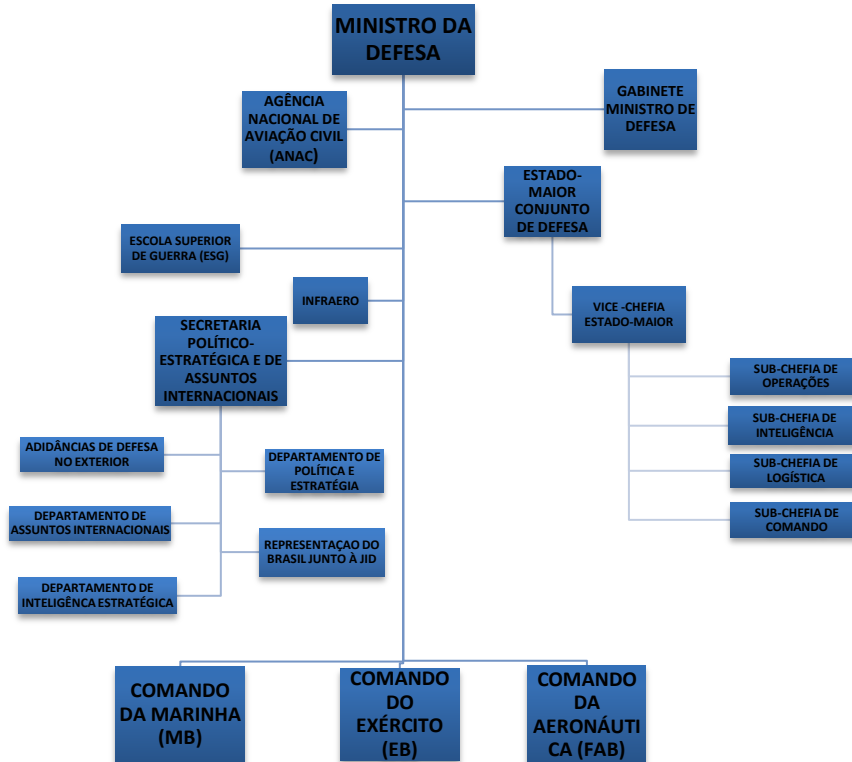 MINISTRO DA
DEFESA
AGÊNCIA
NACIONAL DE
AVIAÇÃO CIVIL
(ANAC)
GABINETE
MINISTRO DE
DEFESA
ESTADO-
MAIOR
CONJUNTO
DE DEFESA
ESCOLA SUPERIOR
DE GUERRA (ESG)
INFRAERO
VICE -CHEFIA
ESTADO-MAIOR
SECRETARIA
POLÍTICO-
ESTRATÉGICA E DE
ASSUNTOS
INTERNACIONAIS
SUB-CHEFIA DE
OPERAÇÕES
SUB-CHEFIA DE
INTELIGÊNCIA
SUB-CHEFIA DE
LOGÍSTICA
SUB-CHEFIA DE
COMANDO
ADIDÂNCIAS DE DEFESA
NO EXTERIOR
DEPARTAMENTO DE
POLÍTICA E
ESTRATÉGIA
DEPARTAMENTO DE
ASSUNTOS INTERNACIONAIS
REPRESENTAÇAO DO
BRASIL JUNTO À JID
DEPARTAMENTO DE
INTELIGÊNCA ESTRATÉGICA
COMANDO
DA MARINHA
(MB)
COMANDO
DO
EXÉRCITO
(EB)
COMANDO
DA
AERONÁUTI
CA (FAB)